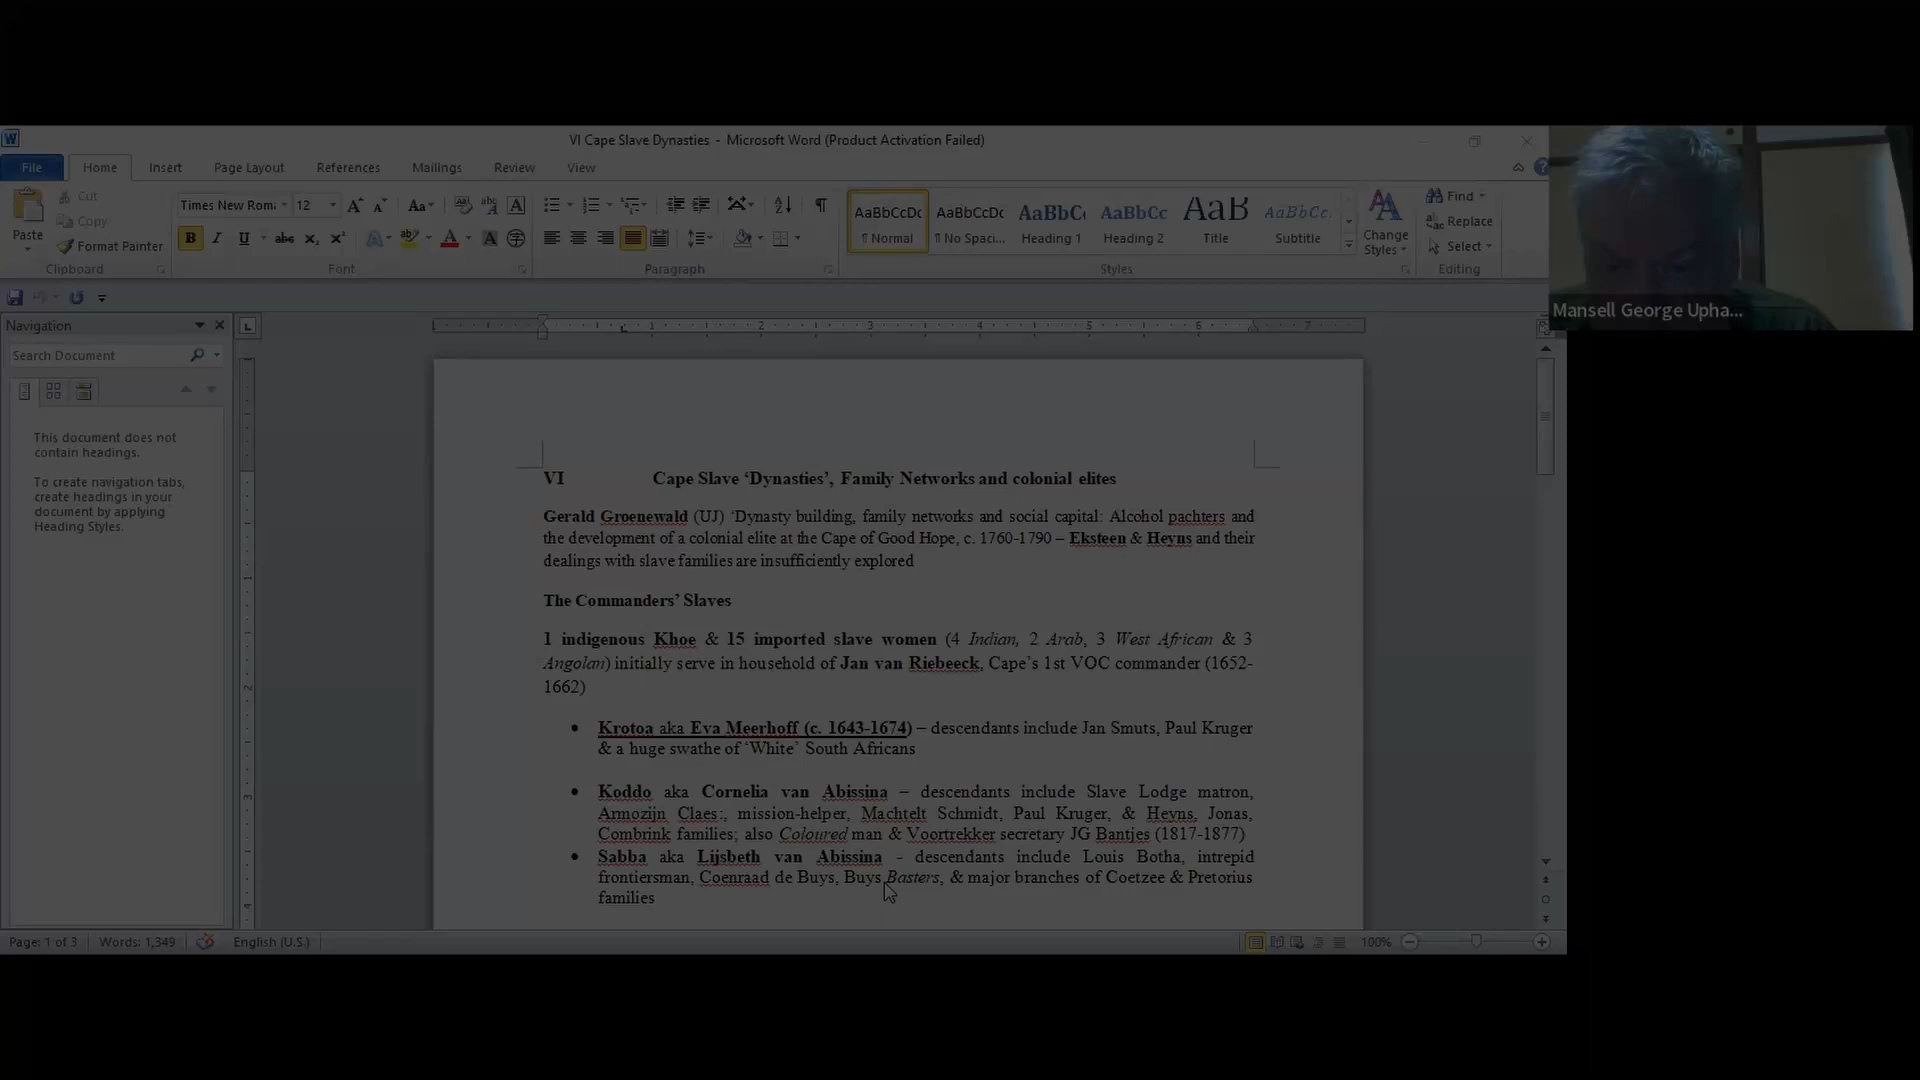 VI Cape Slave Dynasties - Microsoft Word (Product Activation Failed)
File Home Insert Page Layout References Mailings Review View
Paste
Cut
Copy
Format Painter
Clipboard
Times New Rom 12
Font
Paragraph
AaBbCcDc AaBbCcDc AaBbC AaBbCc AaB AaBbCc.
¶ Normal ¶ No Spaci... Heading 1 Heading 2 Title Subtitle
Change Styles
Styles
Find
Replace
Select
Editing
Mansell George Upha...
Navigation
Search Document
This document does not
contain headings.
To create navigation tabs,
create headings in your
document by applying
Heading Styles.
VI Cape Slave ‘Dynasties’, Family Networks and colonial elites
Gerald Groenewald (UJ) ‘Dynasty building, family networks and social capital: Alcohol pachters and
the development of a colonial elite at the Cape of Good Hope, c. 1760-1790 – Eksteen & Heyns and their
dealings with slave families are insufficiently explored
The Commanders’ Slaves
1 indigenous Khoe & 15 imported slave women (4 Indian, 2 Arab, 3 West African & 3
Angolan) initially serve in household of Jan van Riebeeck, Cape’s 1st VOC commander (1652-
1662)
• Krotoa aka Eva Meerhoff (c. 1643-1674) – descendants include Jan Smuts, Paul Kruger
& a huge swathe of ‘White’ South Africans
• Koddo aka Cornelia van Abissina – descendants include Slave Lodge matron,
Armozijn Claes:, mission-helper, Machtelt Schmidt, Paul Kruger, & Heyns, Jonas,
Combrink families; also Coloured man & Voortrekker secretary JG Bantjes (1817-1877)
• Sabba aka Lijsbeth van Abissina - descendants include Louis Botha, intrepid
frontiersman, Coenraad de Buys, Buys Basters, & major branches of Coetzee & Pretorius
families
Page: 1 of 3 Words: 1,349 English (U.S.) 100%